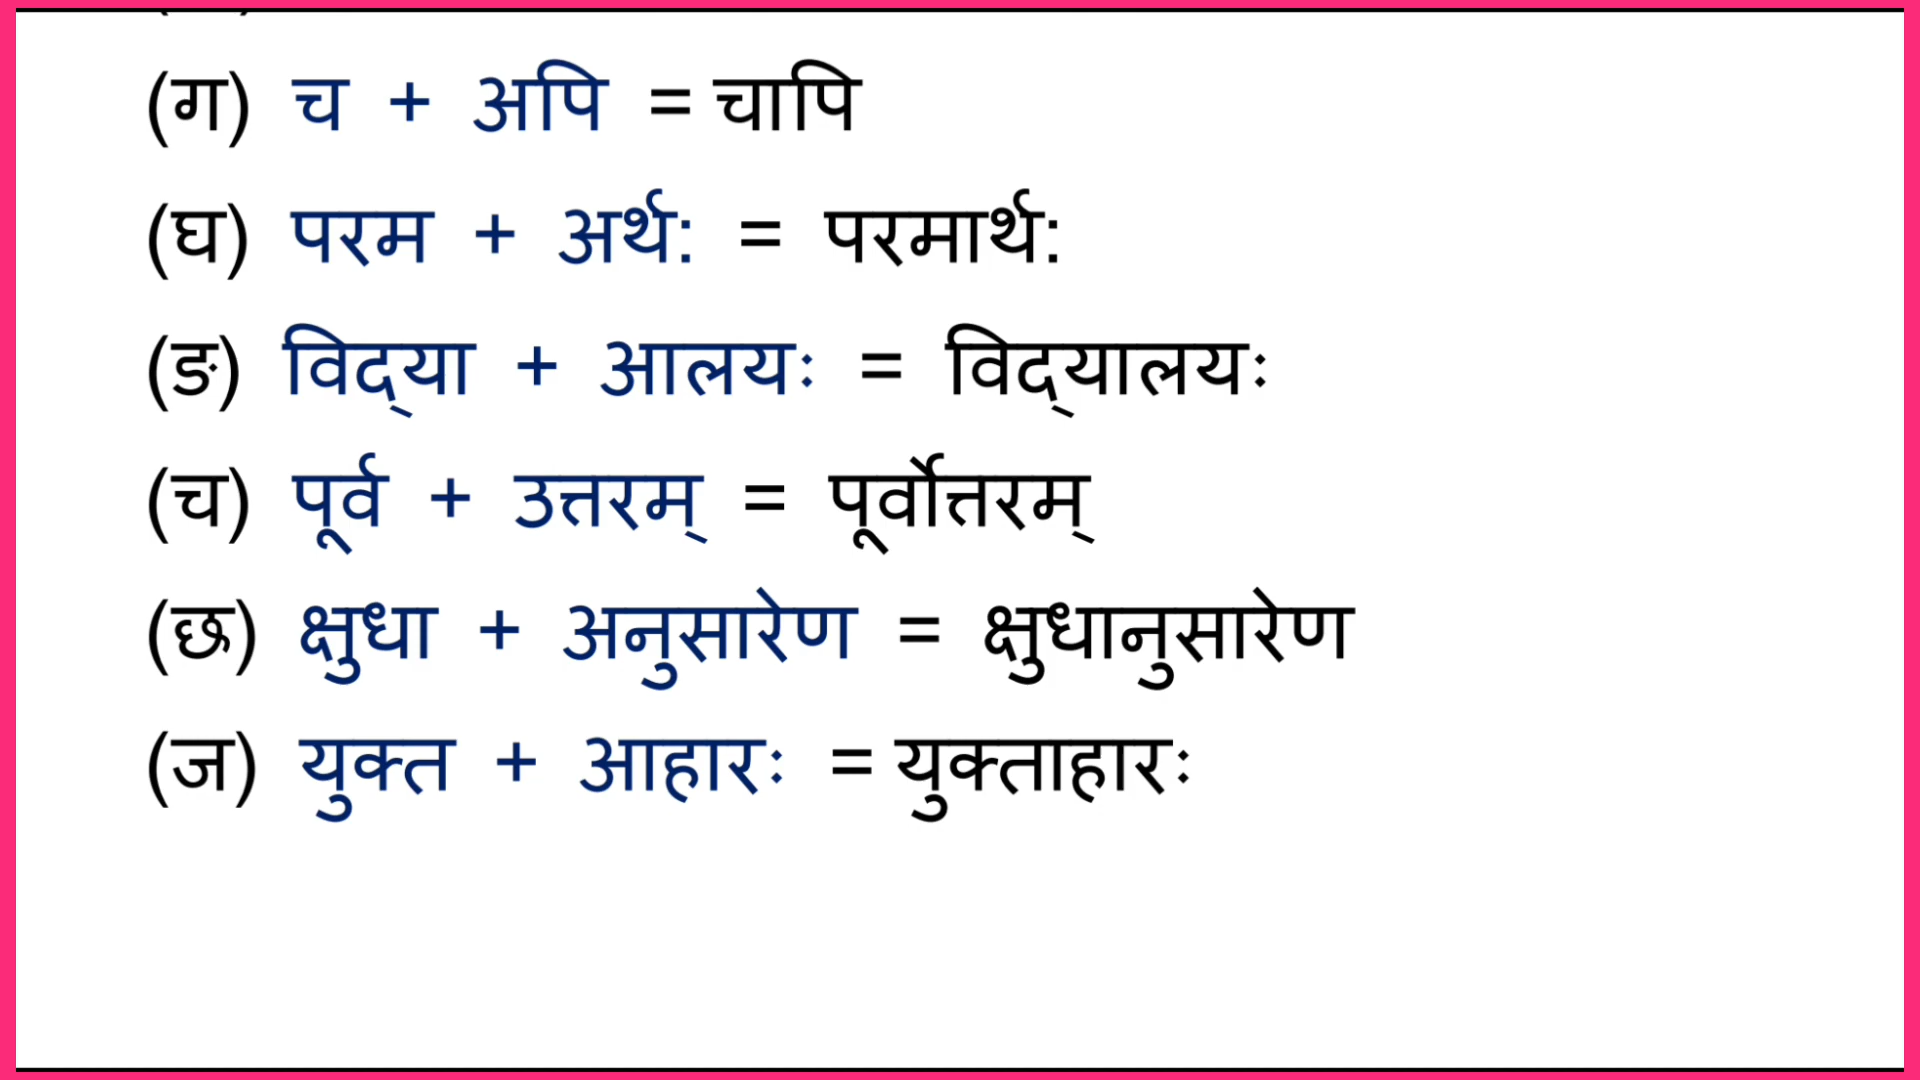 (ग) च + अपि = चापि
(घ) परम + अर्थ: = परमार्थ:
(ङ) विद्‌या + आलयः = विद्‌यालयः
(च) पूर्व + उत्तरम् = पूर्वोत्तरम्
(छ) क्षुधा + अनुसारेण = क्षुधानुसारेण
(ज) युक्त + आहारः = युक्ताहारः